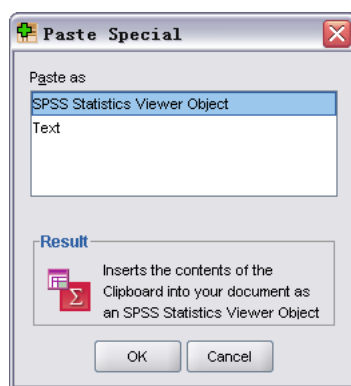 Paste Special
Paste as
SPSS Statistics Viewer Object
Text
Result
Inserts the contents of the
Clipboard into your document as
an SPSS Statistics Viewer Object
OK
Cancel